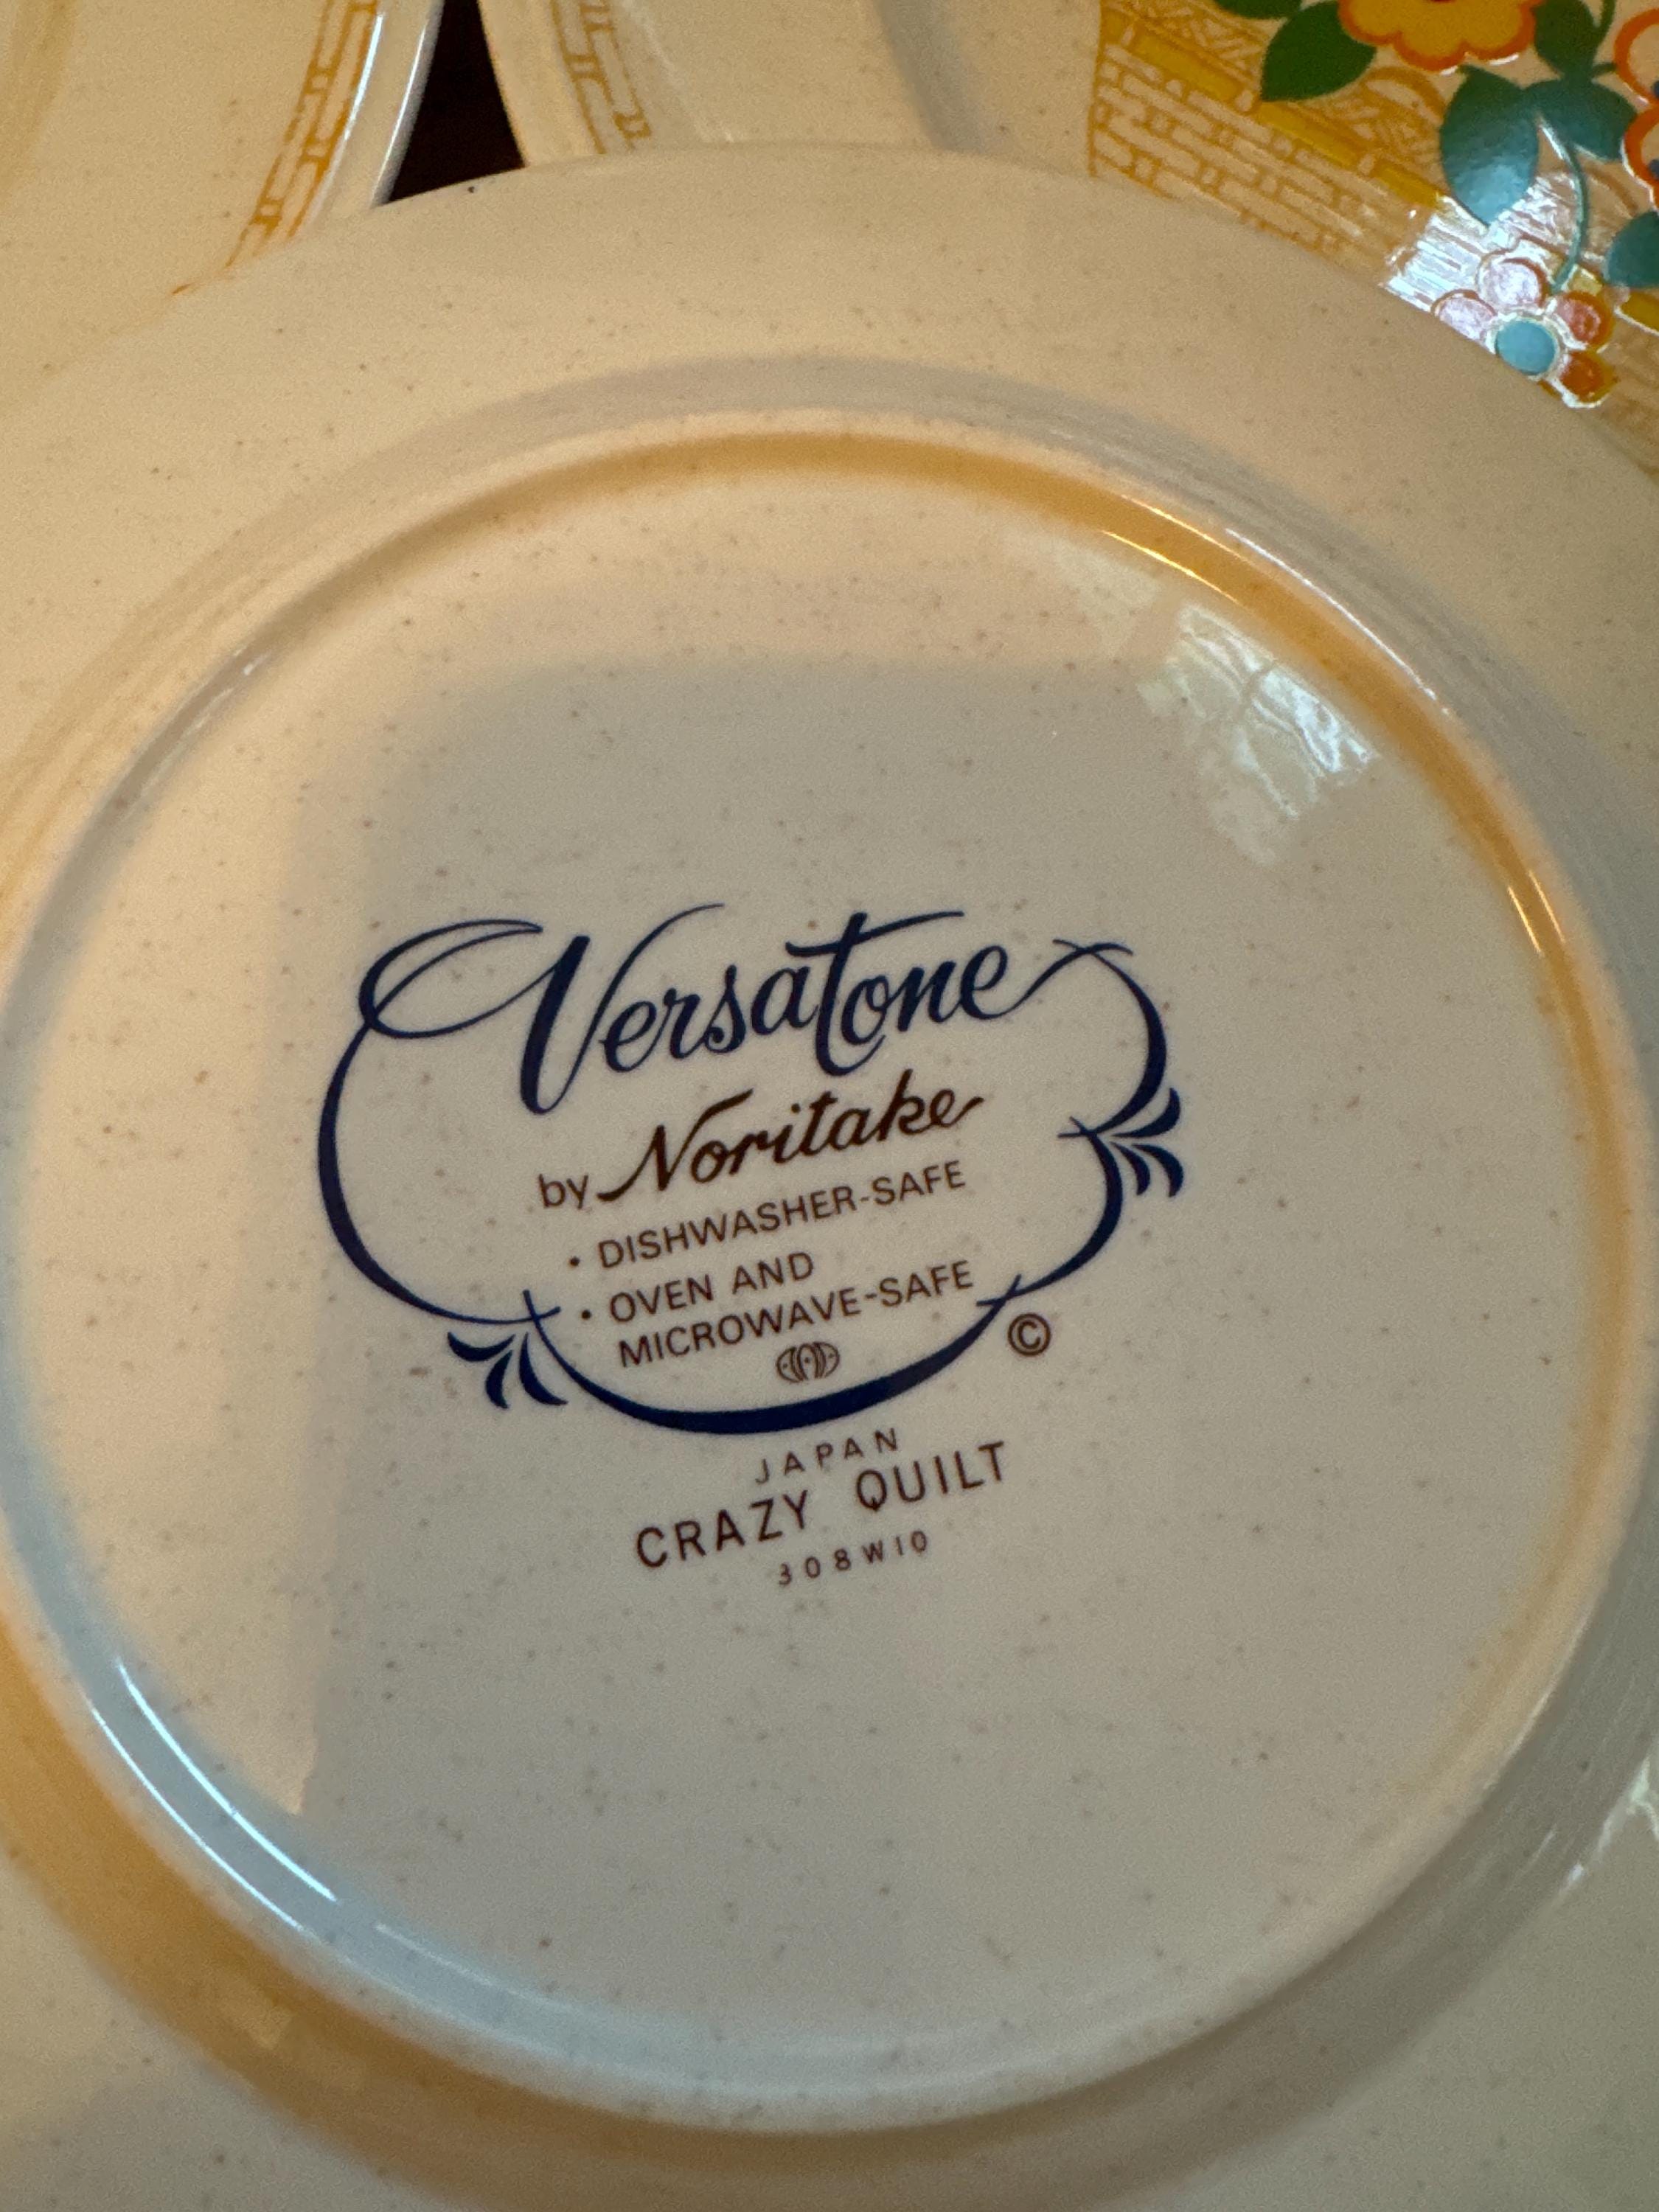 Versatone
by Noritake
• DISHWASHER-SAFE
• OVEN AND
MICROWAVE-SAFE
©
JAPAN
CRAZY QUILT
308W10